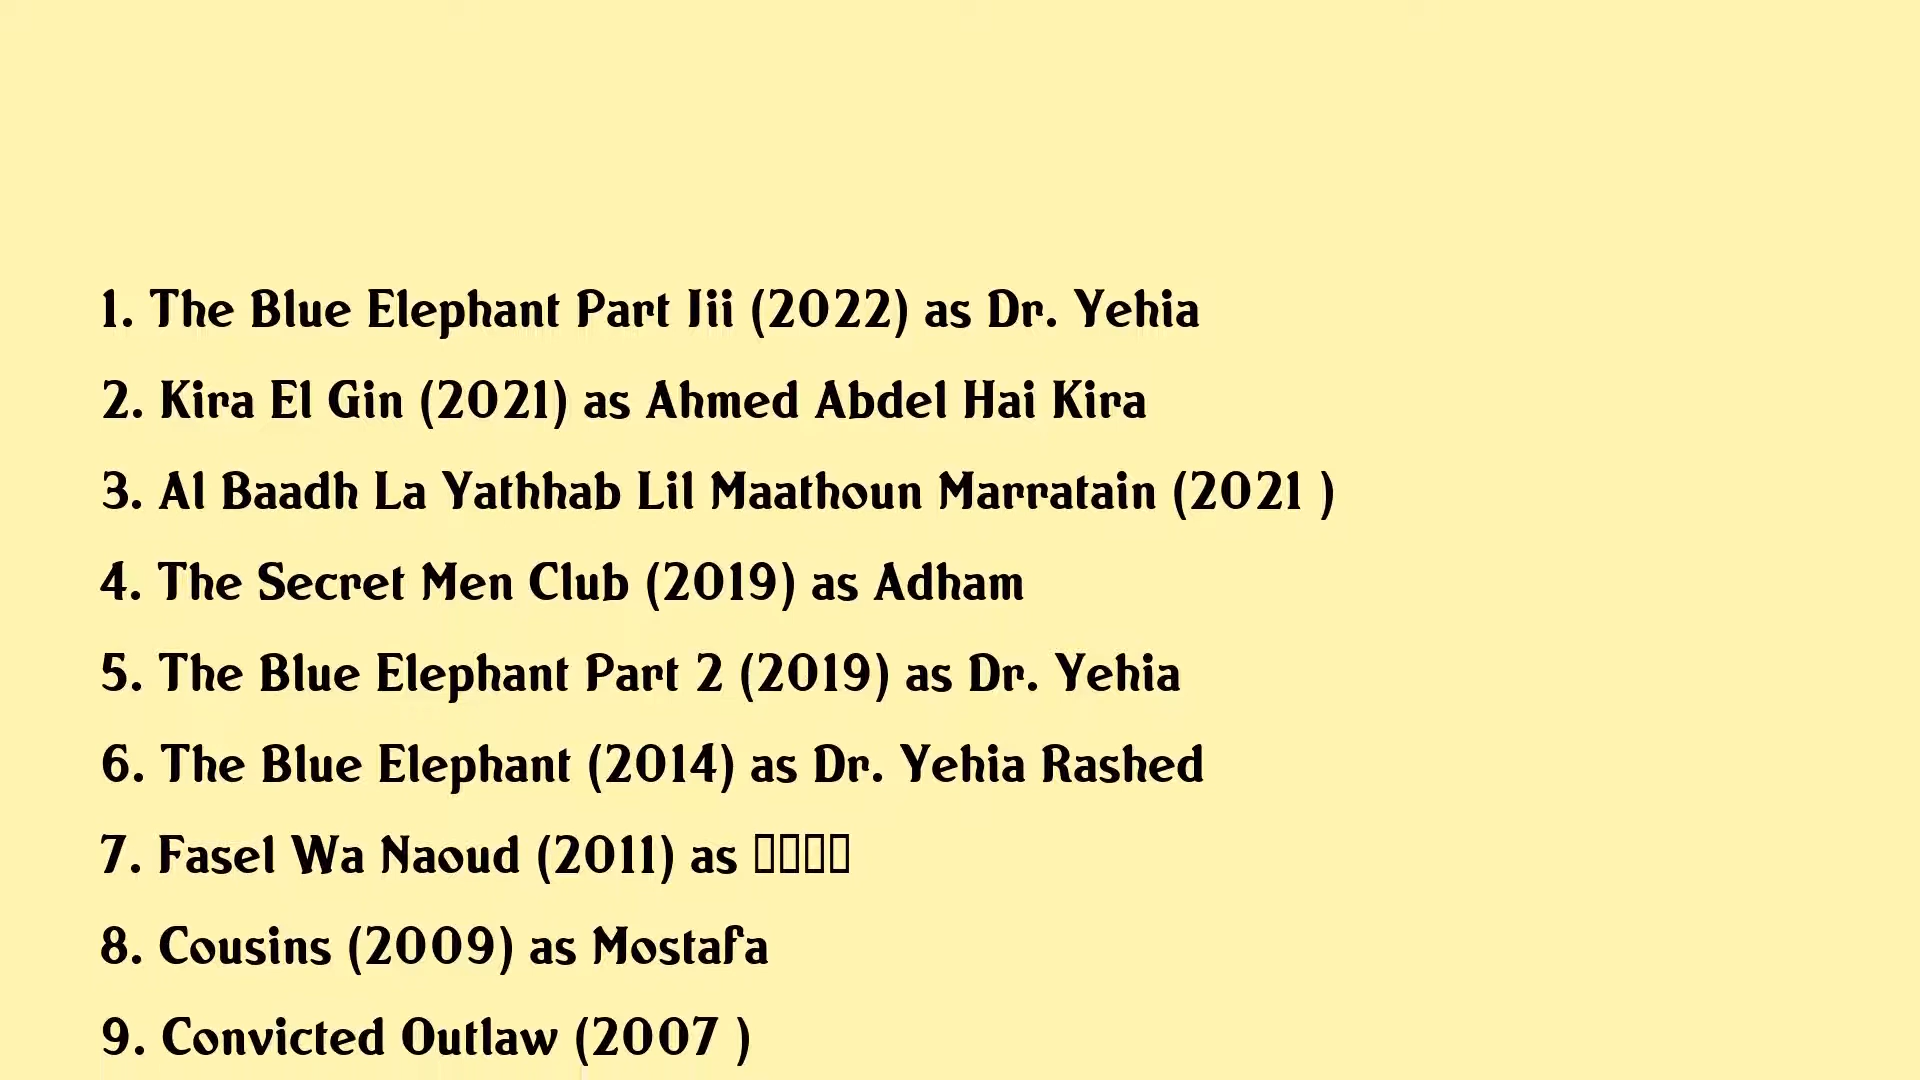 1. The Blue Elephant Part Iii (2022) as Dr. Yehia
2. Kira El Gin (2021) as Ahmed Abdel Hai Kira
3. Al Baadh La Yathhab Lil Maathoun Marratain (2021 )
4. The Secret Men Club (2019) as Adham
5. The Blue Elephant Part 2 (2019) as Dr. Yehia
6. The Blue Elephant (2014) as Dr. Yehia Rashed
7. Fasel Wa Naoud (2011) as
8. Cousins (2009) as Mostafa
9. Convicted Outlaw (2007 )